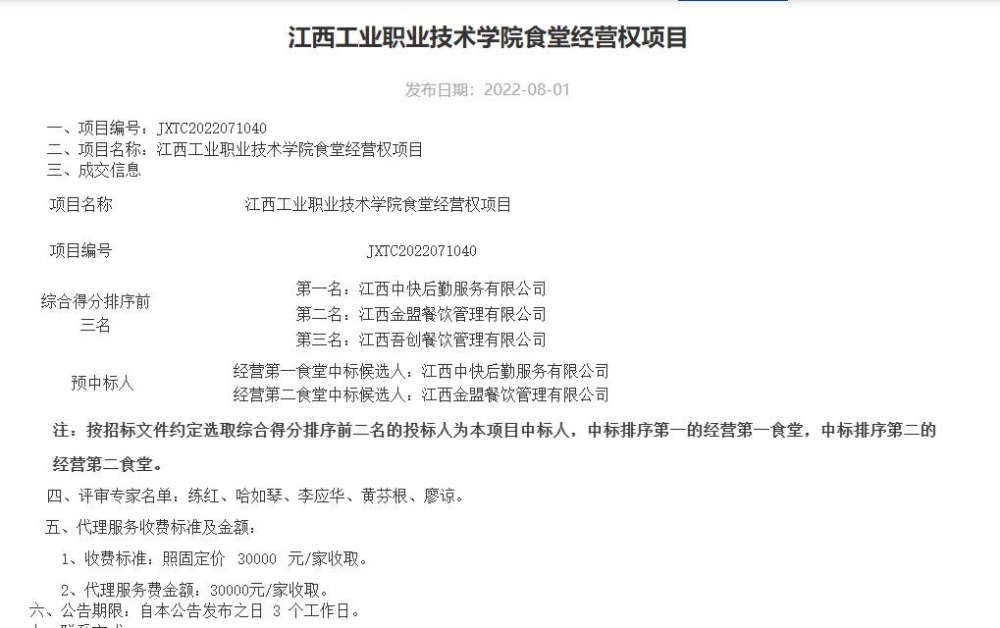 江西工业职业技术学院食堂经营权项目
发布日期：2022-08-01
一、项目编号：JXTC2022071040
二、项目名称：江西工业职业技术学院食堂经营权项目
三、成交信息
项目名称 江西工业职业技术学院食堂经营权项目
项目编号 JXTC2022071040
综合得分排序前
三名
第一名：江西中快后勤服务有限公司
第二名：江西金盟餐饮管理有限公司
第三名：江西吾创餐饮管理有限公司
预中标人
经营第一食堂中标候选人：江西中快后勤服务有限公司
经营第二食堂中标候选人：江西金盟餐饮管理有限公司
注：按招标文件约定选取综合得分排序前二名的投标人为本项目中标人，中标排序第一的经营第一食堂，中标排序第二的
经营第二食堂。
四、评审专家名单：练红、哈如琴、李应华、黄芬根、廖谅。
五、代理服务收费标准及金额：
1、收费标准：照固定价 30000 元/家收取。
2、代理服务费金额：30000元/家收取。
六、公告期限：自本公告发布之日 3 个工作日。